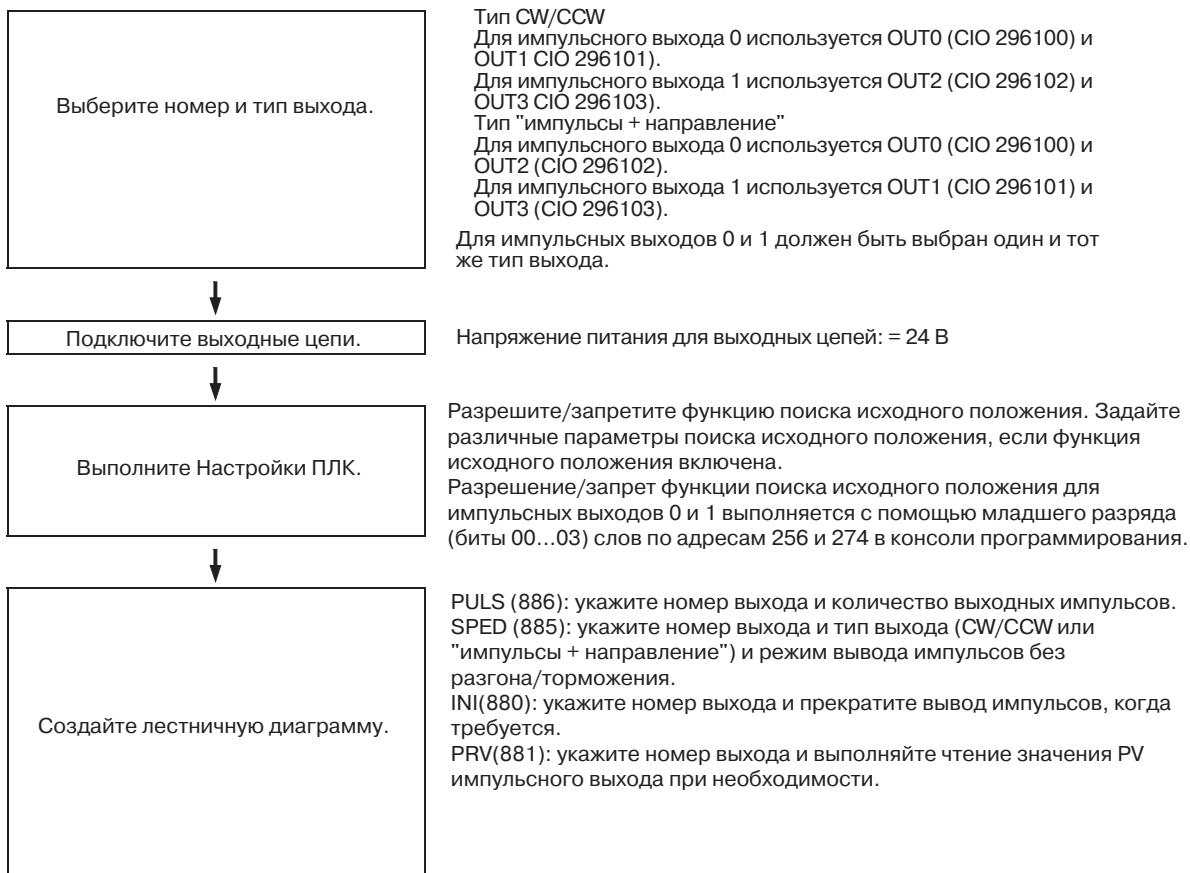 Выберите номер и тип выхода.
Тип CW/CCW
Для импульсного выхода 0 используется OUT0 (CIO 296100) и
OUT1 CIO 296101).
Для импульсного выхода 1 используется OUT2 (CIO 296102) и
OUT3 CIO 296103).
Тип "импульсы + направление"
Для импульсного выхода 0 используется OUT0 (CIO 296100) и
OUT2 (CIO 296102).
Для импульсного выхода 1 используется OUT1 (CIO 296101) и
OUT3 (CIO 296103).
Для импульсных выходов 0 и 1 должен быть выбран один и тот
же тип выхода.
Подключите выходные цепи.
Напряжение питания для выходных цепей: = 24 В
Выполните Настройки ПЛК.
Разрешите/запретите функцию поиска исходного положения. Задайте
различные параметры поиска исходного положения, если функция
исходного положения включена.
Разрешение/запрет функции поиска исходного положения для
импульсных выходов 0 и 1 выполняется с помощью младшего разряда
(биты 00...03) слов по адресам 256 и 274 в консоли программирования.
Создайте лестничную диаграмму.
PULS (886): укажите номер выхода и количество выходных импульсов.
SPED (885): укажите номер выхода и тип выхода (CW/CCW или
"импульсы + направление") и режим вывода импульсов без
разгона/торможения.
INI(880): укажите номер выхода и прекратите вывод импульсов, когда
требуется.
PRV(881): укажите номер выхода и выполняйте чтение значения PV
импульсного выхода при необходимости.